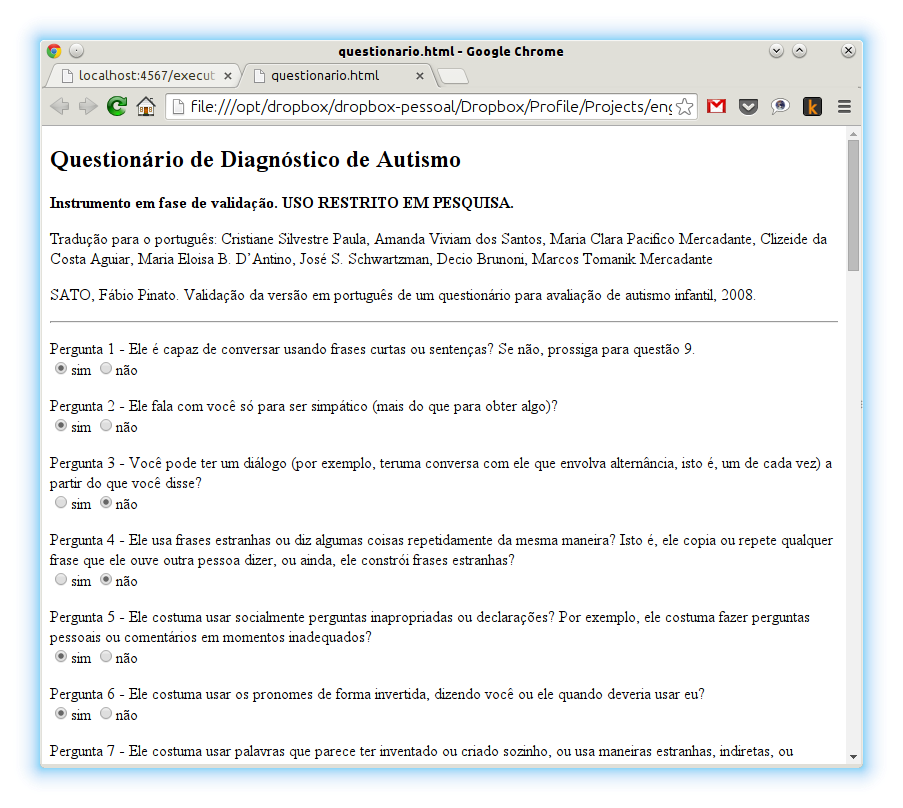 questionario.html - Google Chrome
localhost:4567/execut
questionario.html
file:///opt/dropbox/dropbox-pessoal/Dropbox/Profile/Projects/eng
k
Questionário de Diagnóstico de Autismo
Instrumento em fase de validação. USO RESTRITO EM PESQUISA.
Tradução para o português: Cristiane Silvestre Paula, Amanda Viviam dos Santos, Maria Clara Pacifico Mercadante, Clizeide da
Costa Aguiar, Maria Eloisa B. D’Antino, José S. Schwartzman, Decio Brunoni, Marcos Tomanik Mercadante
SATO, Fábio Pinato. Validação da versão em português de um questionário para avaliação de autismo infantil, 2008.
Pergunta 1 - Ele é capaz de conversar usando frases curtas ou sentenças? Se não, prossiga para questão 9.
sim não
Pergunta 2 - Ele fala com você só para ser simpático (mais do que para obter algo)?
sim não
Pergunta 3 - Você pode ter um diálogo (por exemplo, teruma conversa com ele que envolva alternância, isto é, um de cada vez) a
partir do que você disse?
sim não
Pergunta 4 - Ele usa frases estranhas ou diz algumas coisas repetidamente da mesma maneira? Isto é, ele copia ou repete qualquer
frase que ele ouve outra pessoa dizer, ou ainda, ele constrói frases estranhas?
sim não
Pergunta 5 - Ele costuma usar socialmente perguntas inapropriadas ou declarações? Por exemplo, ele costuma fazer perguntas
pessoais ou comentários em momentos inadequados?
sim não
Pergunta 6 - Ele costuma usar os pronomes de forma invertida, dizendo você ou ele quando deveria usar eu?
sim não
Pergunta 7 - Ele costuma usar palavras que parece ter inventado ou criado sozinho, ou usa maneiras estranhas, indiretas, ou